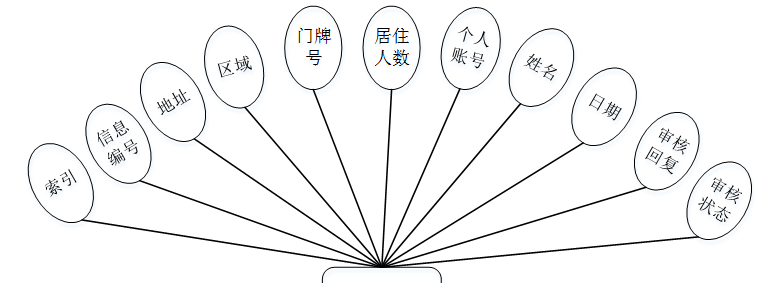 索引
信息
编号
地址
区域
门牌
号
居住
人数
个人
账号
姓名
日期
审核
回复
审核
状态